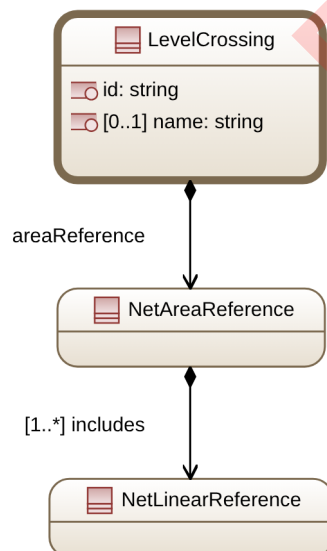 LevelCrossing
id: string
[0..1] name: string
areaReference
NetAreaReference
[1..*] includes
NetLinearReference